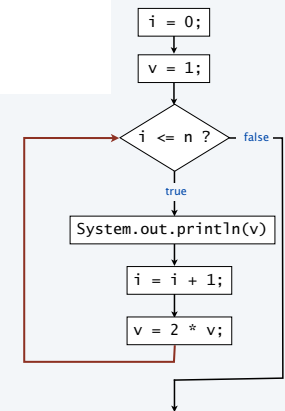 i = 0;
v = 1;
i <= n ?
false
true
System.out.println(v)
i = i + 1;
v = 2 * v;